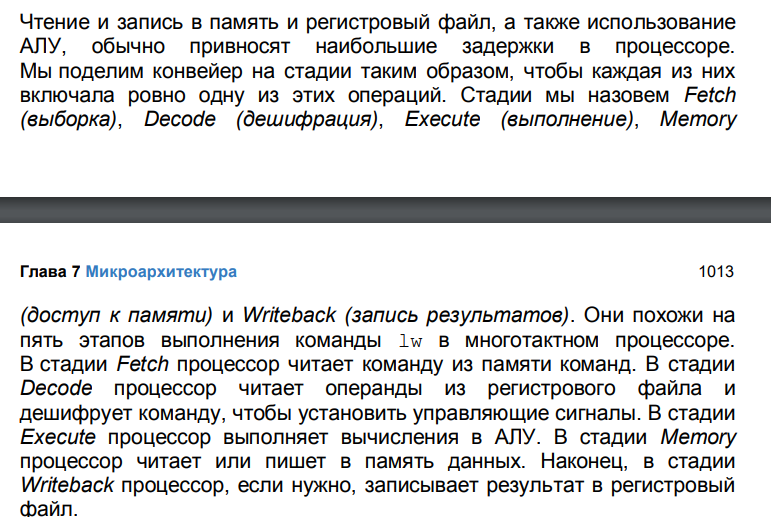 Чтение и запись в память и регистровый файл, а также использование
АЛУ, обычно привносят наибольшие задержки в процессоре.
Мы поделим конвейер на стадии таким образом, чтобы каждая из них
включала ровно одну из этих операций. Стадии мы назовем Fetch
(выборка), Decode (дешифрация), Execute (выполнение), Memory
Глава 7 Микроархитектура 1013
(доступ к памяти) и Writeback (запись результатов). Они похожи на
пять этапов выполнения команды lw в многотактном процессоре.
В стадии Fetch процессор читает команду из памяти команд. В стадии
Decode процессор читает операнды из регистрового файла и
дешифрует команду, чтобы установить управляющие сигналы. В стадии
Execute процессор выполняет вычисления в АЛУ. В стадии Memory
процессор читает или пишет в память данных. Наконец, в стадии
Writeback процессор, если нужно, записывает результат в регистровый
файл.